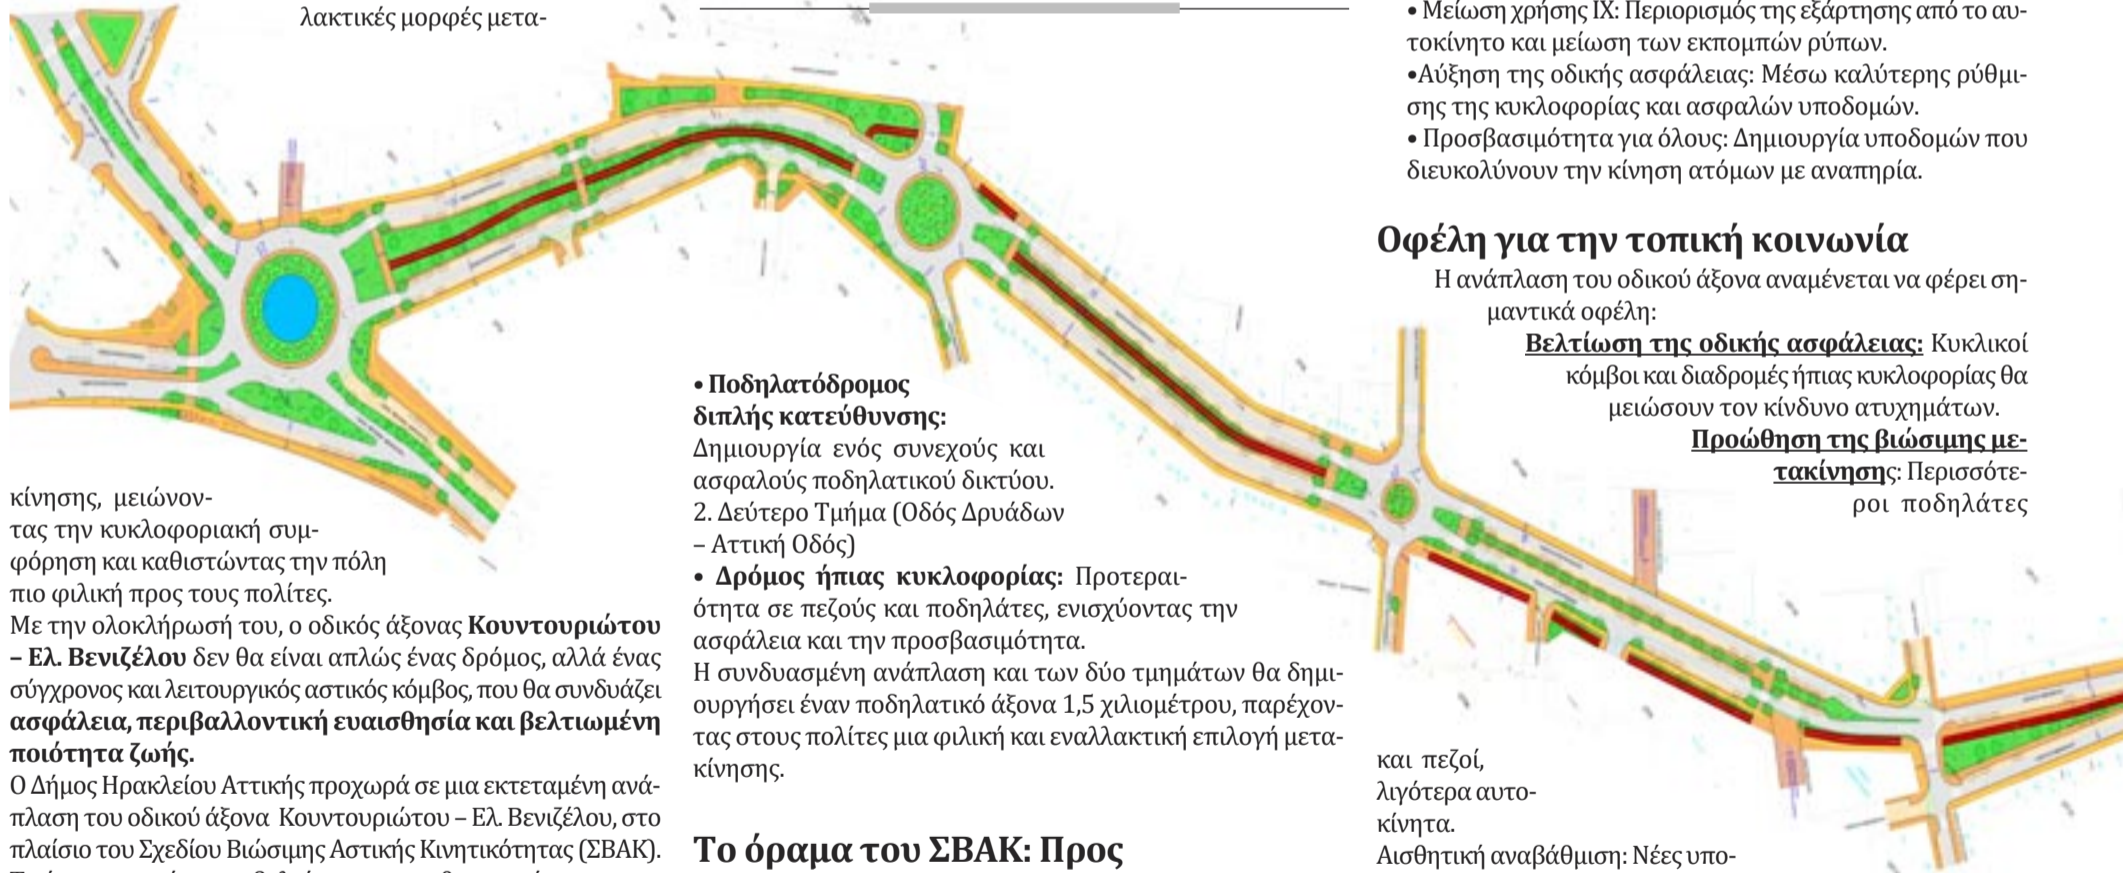 λακτικές μορφές μετα-
κίνησης, μειώνον-
τας την κυκλοφοριακή συμ-
φόρηση και καθιστώντας την πόλη
πιο φιλική προς τους πολίτες.
Με την ολοκλήρωσή του, ο οδικός άξονας Κουντουριώτου
– Ελ. Βενιζέλου δεν θα είναι απλώς ένας δρόμος, αλλά ένας
σύγχρονος και λειτουργικός αστικός κόμβος, που θα συνδυάζει
ασφάλεια, περιβαλλοντική ευαισθησία και βελτιωμένη
ποιότητα ζωής.
Ο Δήμος Ηρακλείου Αττικής προχωρά σε μια εκτεταμένη ανά-
πλαση του οδικού άξονα Κουντουριώτου – Ελ. Βενιζέλου, στο
πλαίσιο του Σχεδίου Βιώσιμης Αστικής Κινητικότητας (ΣΒΑΚ).
• Ποδηλατόδρομος
διπλής κατεύθυνσης:
Δημιουργία ενός συνεχούς και
ασφαλούς ποδηλατικού δικτύου.
2. Δεύτερο Τμήμα (Οδός Δρυάδων
– Αττική Οδός)
• Δρόμος ήπιας κυκλοφορίας: Προτεραι-
ότητα σε πεζούς και ποδηλάτες, ενισχύοντας την
ασφάλεια και την προσβασιμότητα.
Η συνδυασμένη ανάπλαση και των δύο τμημάτων θα δημι-
ουργήσει έναν ποδηλατικό άξονα 1,5 χιλιομέτρου, παρέχον-
τας στους πολίτες μια φιλική και εναλλακτική επιλογή μετα-
κίνησης.
Το όραμα του ΣΒΑΚ: Προς
• Μείωση χρήσης ΙΧ: Περιορισμός της εξάρτησης από το αυ-
τοκίνητο και μείωση των εκπομπών ρύπων.
•Αύξηση της οδικής ασφάλειας: Μέσω καλύτερης ρύθμι-
σης της κυκλοφορίας και ασφαλών υποδομών.
• Προσβασιμότητα για όλους: Δημιουργία υποδομών που
διευκολύνουν την κίνηση ατόμων με αναπηρία.
Οφέλη για την τοπική κοινωνία
Η ανάπλαση του οδικού άξονα αναμένεται να φέρει ση-
μαντικά οφέλη:
Βελτίωση της οδικής ασφάλειας: Κυκλικοί
κόμβοι και διαδρομές ήπιας κυκλοφορίας θα
μειώσουν τον κίνδυνο ατυχημάτων.
Προώθηση της βιώσιμης με-
τακίνησης: Περισσότε-
ροι ποδηλάτες
και πεζοί,
λιγότερα αυτο-
κίνητα.
Αισθητική αναβάθμιση: Νέες υπο-